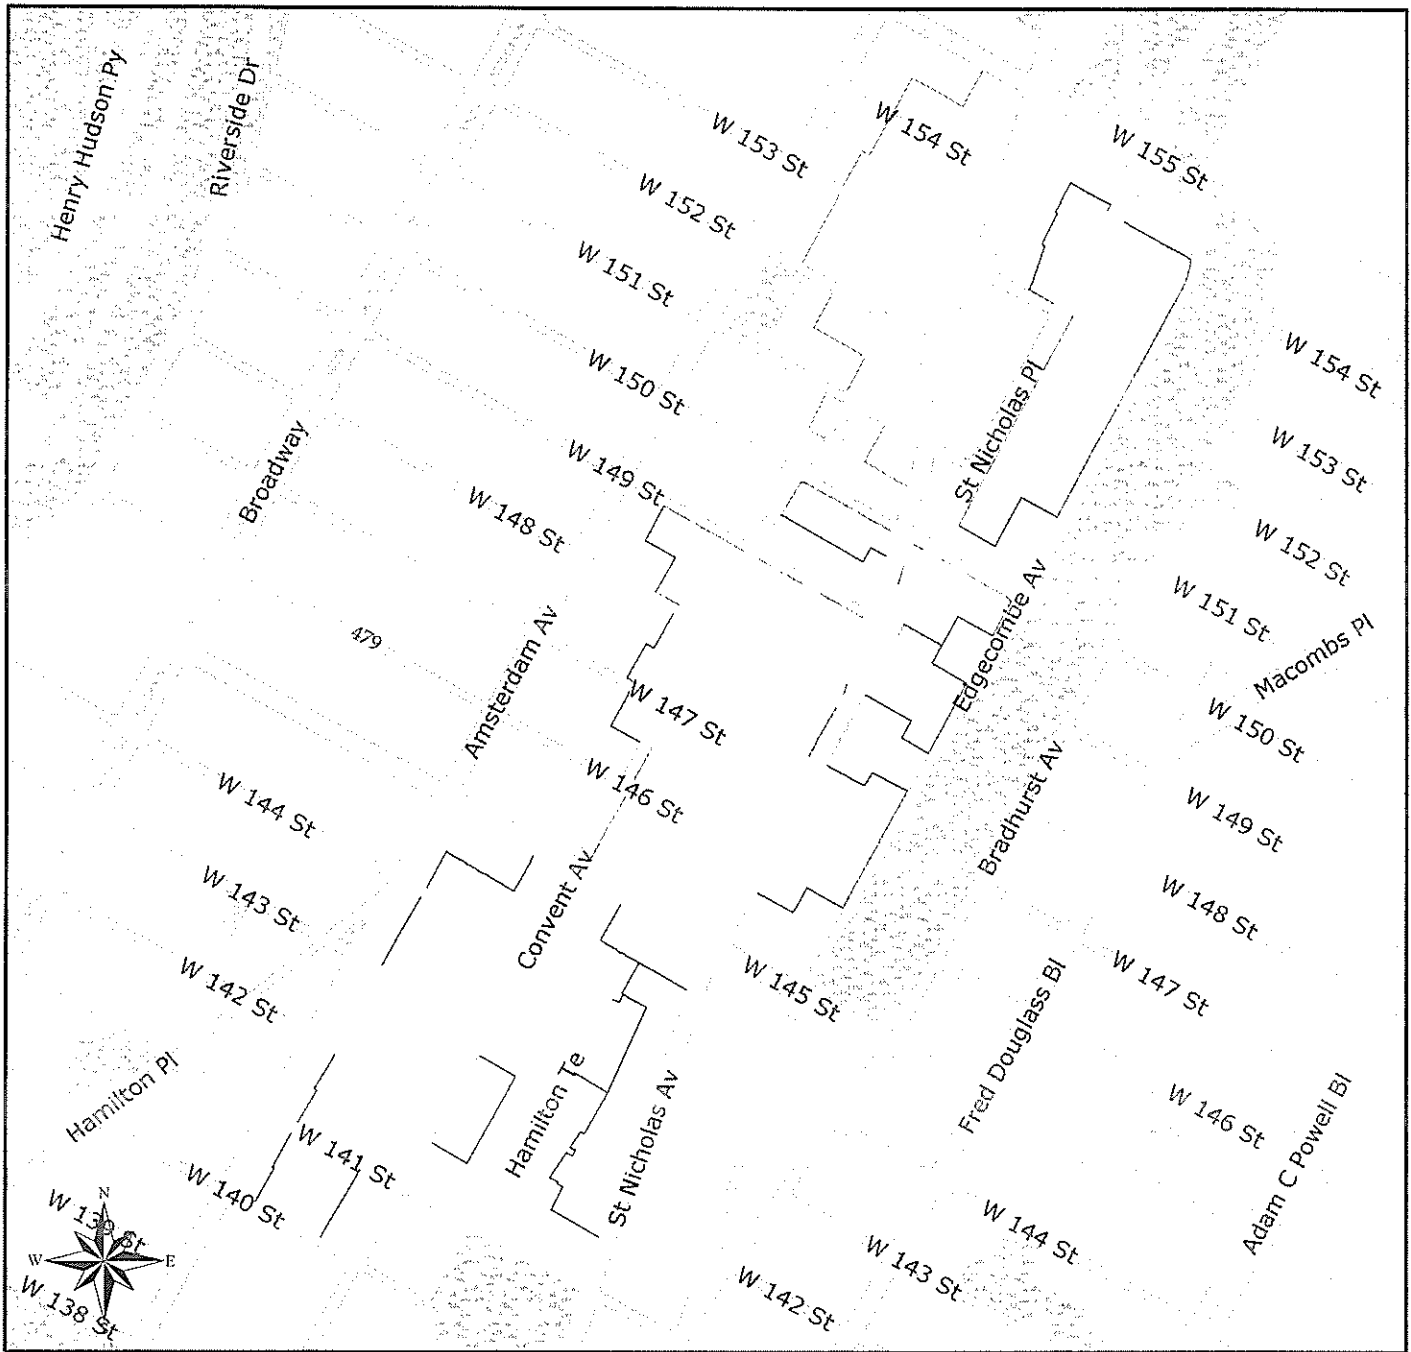 Henry Hudson Py
Riverside Dr
W 153 St
W 154 St
W 155 St
W 152 St
W 151 St
W 150 St
W 149 St
W 148 St
Broadway
St Nicholas Pl
W 154 St
W 153 St
W 152 St
W 151 St
Macombs Pl
W 150 St
Edgecombe Av
479
Amsterdam Av
W 147 St
W 146 St
Bradhurst Av
W 149 St
W 148 St
W 147 St
W 144 St
W 143 St
W 142 St
Convent Av
W 145 St
Fred Douglass Bl
W 146 St
Adam C Powell Bl
Hamilton Pl
Hamilton Te
St Nicholas Av
W 141 St
W 140 St
W 139 St
W 138 St
W 144 St
W 143 St
W 142 St
N
W
E